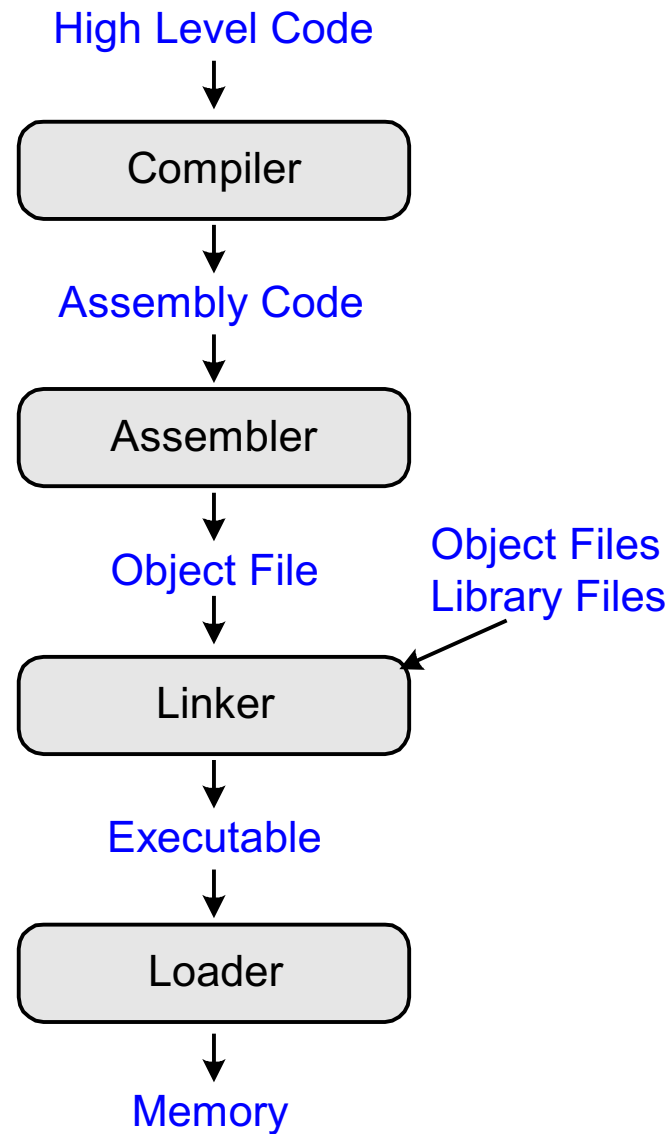 High Level Code
Compiler
Assembly Code
Assembler
Object File
Object Files
Library Files
Linker
Executable
Loader
Memory